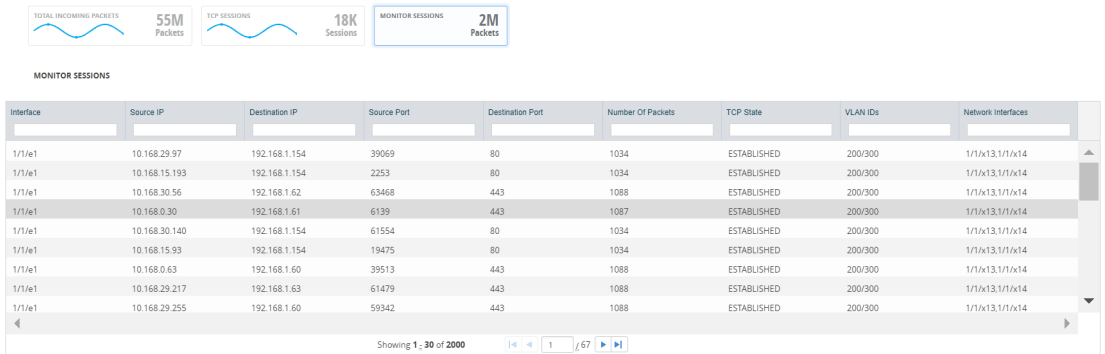 TOTAL INCOMING PACKETS 55M Packets
TCP SESSIONS 18K Sessions
MONITOR SESSIONS 2M Packets
MONITOR SESSIONS
Interface Source IP Destination IP Source Port Destination Port Number Of Packets TCP State VLAN IDs Network Interfaces
1/1/e1 10.168.29.97 192.168.1.154 39069 80 1034 ESTABLISHED 200/300 1/1/x13,1/1/x14
1/1/e1 10.168.15.193 192.168.1.154 2253 80 1034 ESTABLISHED 200/300 1/1/x13,1/1/x14
1/1/e1 10.168.30.56 192.168.1.62 63468 443 1088 ESTABLISHED 200/300 1/1/x13,1/1/x14
1/1/e1 10.168.0.30 192.168.1.61 6139 443 1087 ESTABLISHED 200/300 1/1/x13,1/1/x14
1/1/e1 10.168.30.140 192.168.1.154 61554 80 1034 ESTABLISHED 200/300 1/1/x13,1/1/x14
1/1/e1 10.168.15.93 192.168.1.154 19475 80 1034 ESTABLISHED 200/300 1/1/x13,1/1/x14
1/1/e1 10.168.0.63 192.168.1.60 39513 443 1088 ESTABLISHED 200/300 1/1/x13,1/1/x14
1/1/e1 10.168.29.217 192.168.1.63 61479 443 1088 ESTABLISHED 200/300 1/1/x13,1/1/x14
1/1/e1 10.168.29.255 192.168.1.60 59342 443 1088 ESTABLISHED 200/300 1/1/x13,1/1/x14
Showing 1 - 30 of 2000 1 / 67